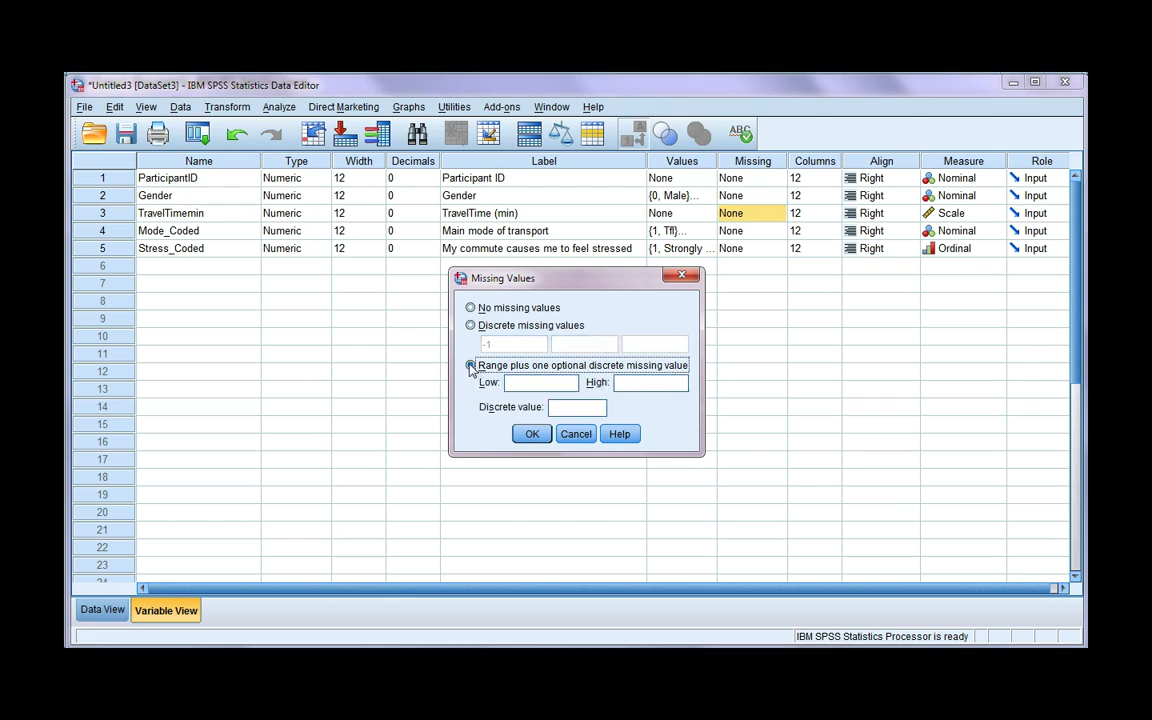 *Untitled3 [DataSet3] - IBM SPSS Statistics Data Editor
File Edit View Data Transform Analyze Direct Marketing Graphs Utilities Add-ons Window Help
Name Type Width Decimals Label Values Missing Columns Align Measure Role
1 ParticipantID Numeric 12 0 Participant ID None None 12 Right Nominal Input
2 Gender Numeric 12 0 Gender {0, Male}... None 12 Right Nominal Input
3 TravelTimemin Numeric 12 0 TravelTime (min) None None 12 Right Scale Input
4 Mode_Coded Numeric 12 0 Main mode of transport {1, Tfl}... None 12 Right Nominal Input
5 Stress_Coded Numeric 12 0 My commute causes me to feel stressed {1, Strongly ... None 12 Right Ordinal Input
6
7
8
9
10
11
12
13
14
15
16
17
18
19
20
21
22
23
24
Missing Values
No missing values
Discrete missing values
-1
Range plus one optional discrete missing value
Low: High:
Discrete value:
OK Cancel Help
Data View Variable View
IBM SPSS Statistics Processor is ready